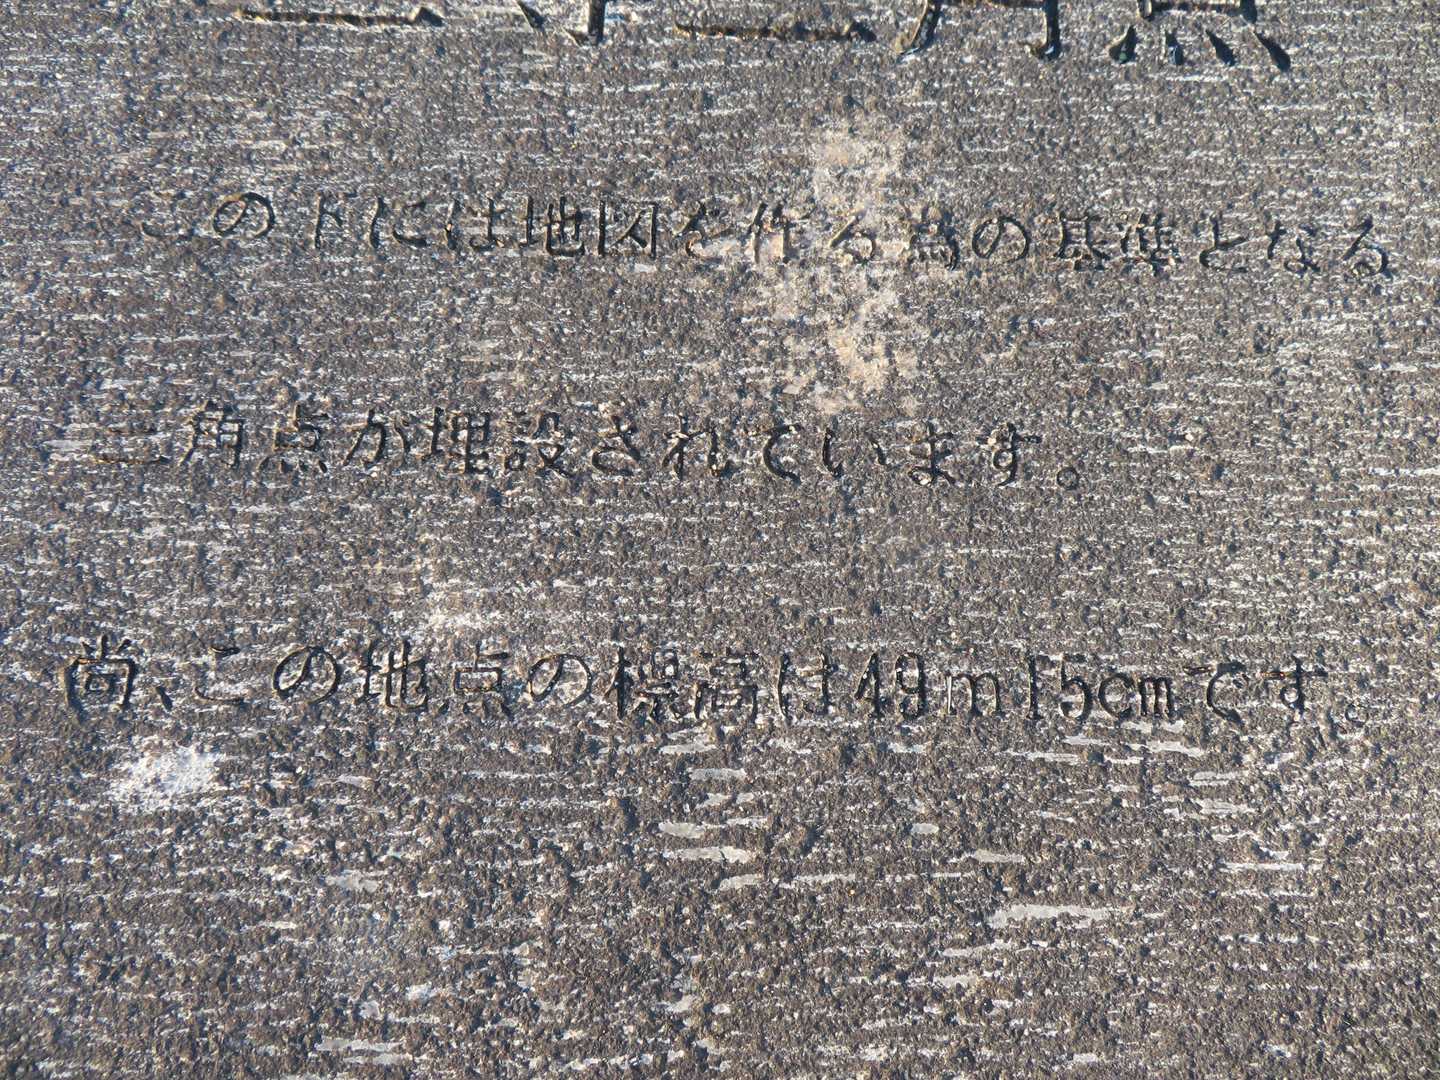 この下には地図を作る為の基準となる
三角点が埋設されています。
尚、この地点の標高は49m15cmです。